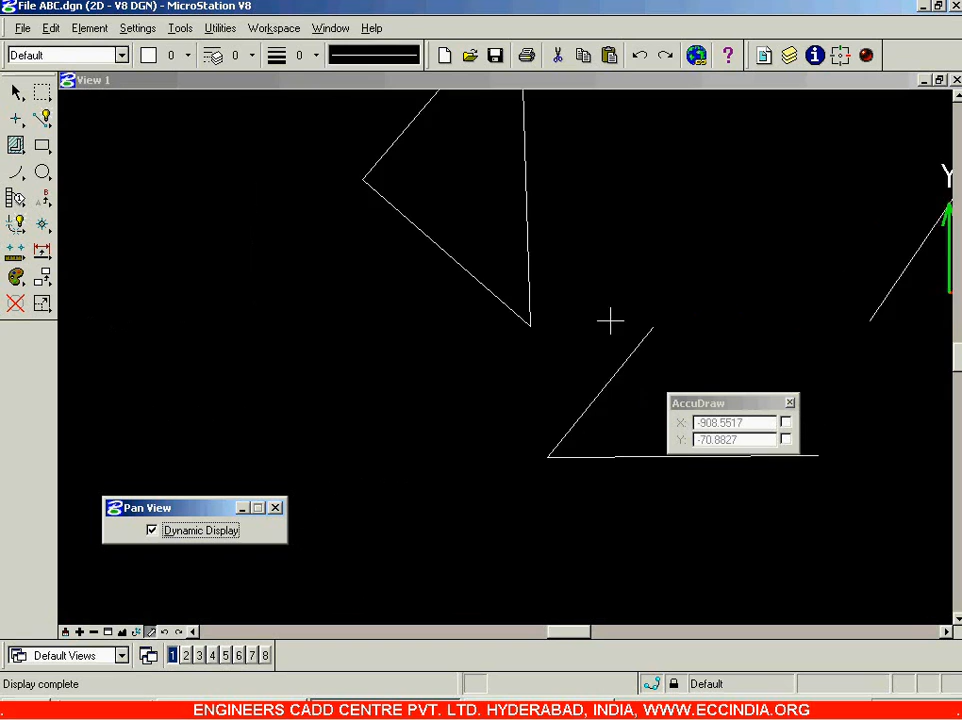 File ABC.dgn (2D - V8 DGN) - MicroStation V8
File Edit Element Settings Tools Utilities Workspace Window Help
Default 0 0 0
View 1
Y
AccuDraw
X: -908.5517
Y: -70.8827
Pan View
Dynamic Display
Default Views 1 2 3 4 5 6 7 8
Display complete Default
ENGINEERS CADD CENTRE PVT. LTD. HYDERABAD, INDIA, WWW.ECCINDIA.ORG